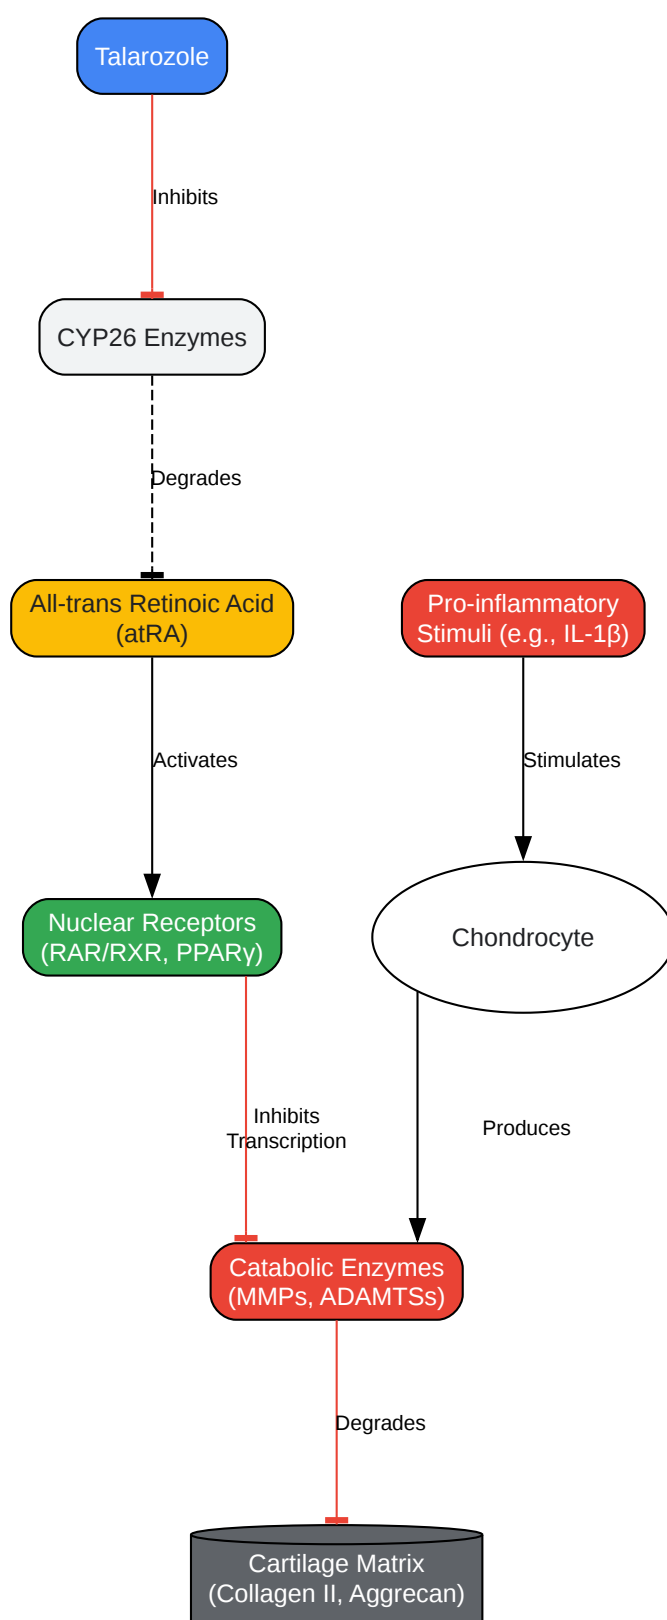 Talarozole
Inhibits
CYP26 Enzymes
Degrades
All-trans Retinoic Acid
(atRA)
Pro-inflammatory
Stimuli (e.g., IL-1β)
Activates
Stimulates
Nuclear Receptors
(RAR/RXR, PPARγ)
Chondrocyte
Inhibits
Transcription
Produces
Catabolic Enzymes
(MMPs, ADAMTSs)
Degrades
Cartilage Matrix
(Collagen II, Aggrecan)